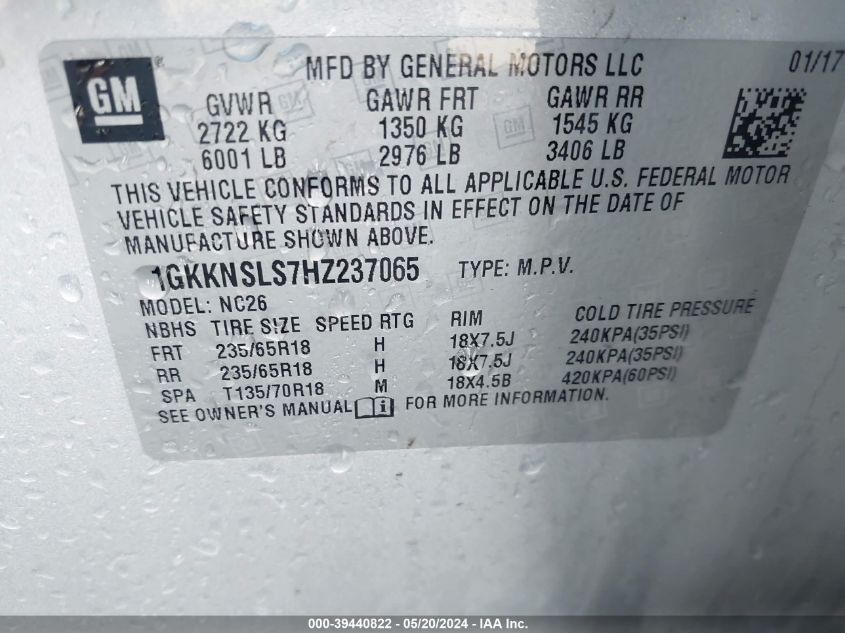 GM
MFD BY GENERAL MOTORS LLC 01/17
GVWR GAWR FRT GAWR RR
2722 KG 1350 KG 1545 KG
6001 LB 2976 LB 3406 LB
THIS VEHICLE CONFORMS TO ALL APPLICABLE U.S. FEDERAL MOTOR
VEHICLE SAFETY STANDARDS IN EFFECT ON THE DATE OF
MANUFACTURE SHOWN ABOVE.
1GKKNSLS7HZ237065 TYPE: M.P.V.
MODEL: NC26
NBHS TIRE SIZE SPEED RTG RIM COLD TIRE PRESSURE
FRT 235/65R18 H 18X7.5J 240KPA(35PSI)
RR 235/65R18 H 18X7.5J 240KPA(35PSI)
SPA T135/70R18 M 18X4.5B 420KPA(60PSI)
SEE OWNER'S MANUAL FOR MORE INFORMATION.
000-39440822 — 05/20/2024 — IAA Inc.